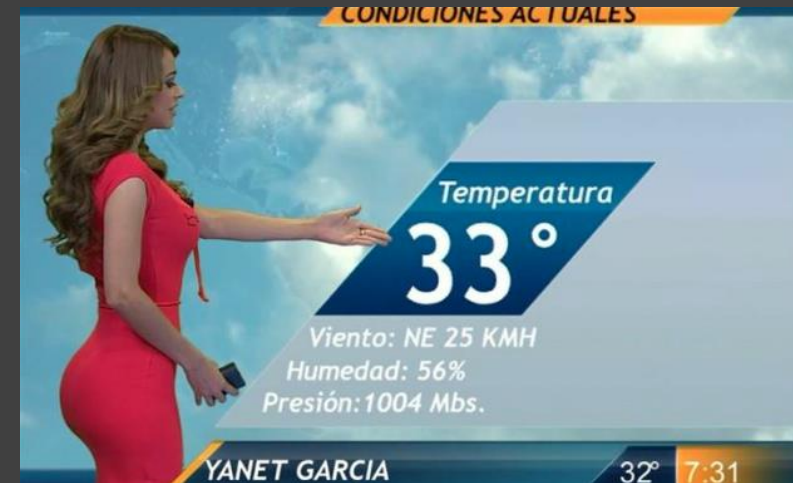 CONDICIONES ACTUALES
Temperatura
33°
Viento: NE 25 KMH
Humedad: 56%
Presión:1004 Mbs.
YANET GARCIA
32° 7:31